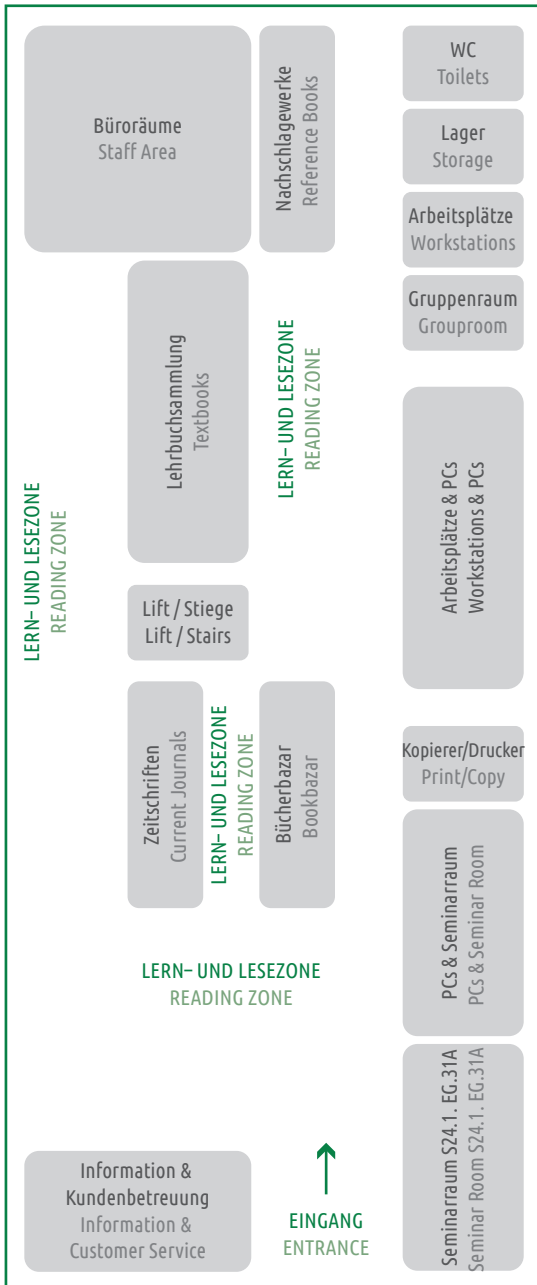 Büroräume
Staff Area
Nachschlagewerke
Reference Books
WC
Toilets
Lager
Storage
Arbeitsplätze
Workstations
Gruppenraum
Grouproom
Lehrbuchsammlung
Textbooks
LERN– UND LESEZONE
READING ZONE
Arbeitsplätze & PCs
Workstations & PCs
LERN– UND LESEZONE
READING ZONE
Lift / Stiege
Lift / Stairs
Zeitschriften
Current Journals
LERN– UND LESEZONE
READING ZONE
Bücherbazar
Bookbazar
Kopierer/Drucker
Print/Copy
PCs & Seminarraum
PCs & Seminar Room
LERN– UND LESEZONE
READING ZONE
Seminarraum S24.1. EG.31A
Seminar Room S24.1. EG.31A
Information &
Kundenbetreuung
Information &
Customer Service
EINGANG
ENTRANCE